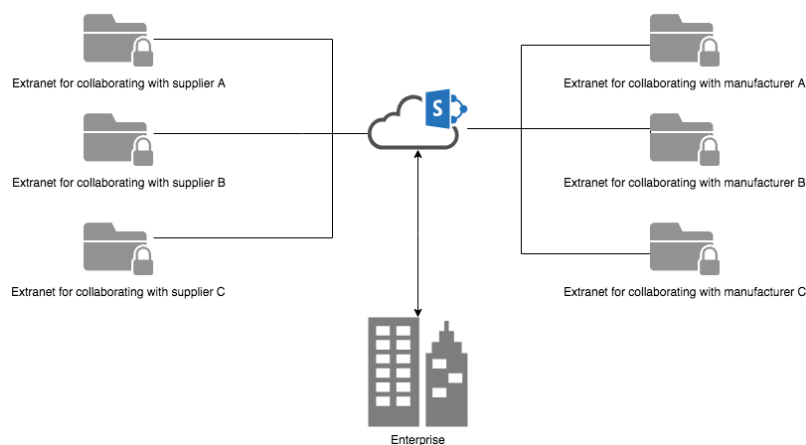 Extranet for collaborating with supplier A
Extranet for collaborating with manufacturer A
S
Extranet for collaborating with supplier B
Extranet for collaborating with manufacturer B
Extranet for collaborating with supplier C
Extranet for collaborating with manufacturer C
Enterprise